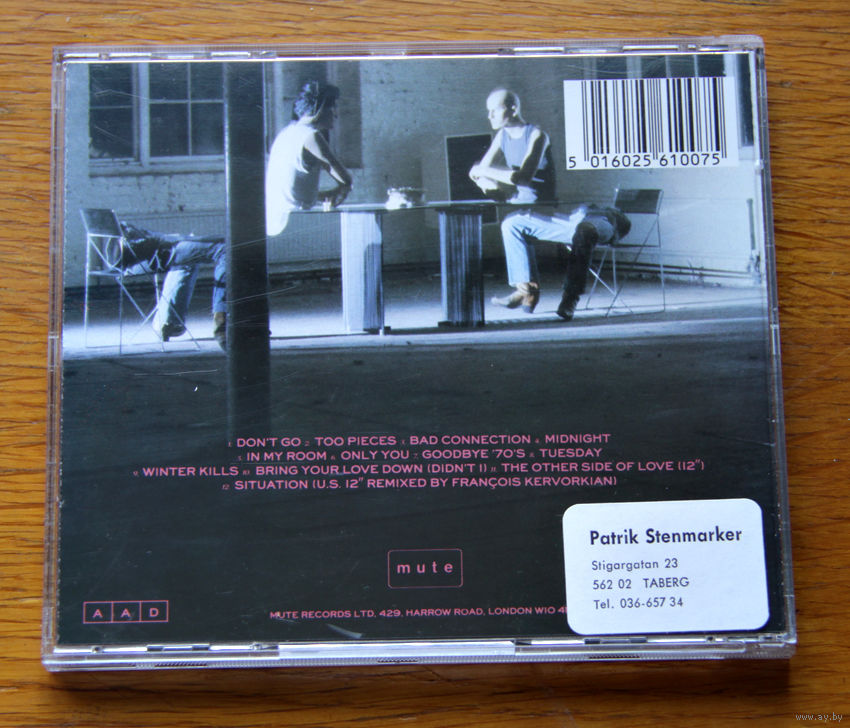 5 016025 610075
1. DON'T GO 2. TOO PIECES 3. BAD CONNECTION 4. MIDNIGHT
5. IN MY ROOM 6. ONLY YOU 7. GOODBYE '70'S 8. TUESDAY
9. WINTER KILLS 10. BRING YOUR LOVE DOWN (DIDN'T I) 11. THE OTHER SIDE OF LOVE (12")
12. SITUATION (U.S. 12" REMIXED BY FRANÇOIS KERVORKIAN)
mute
Patrik Stenmarker
Stigargatan 23
562 02 TABERG
Tel. 036-657 34
A A D
MUTE RECORDS LTD, 429, HARROW ROAD, LONDON W10
www.ay.by